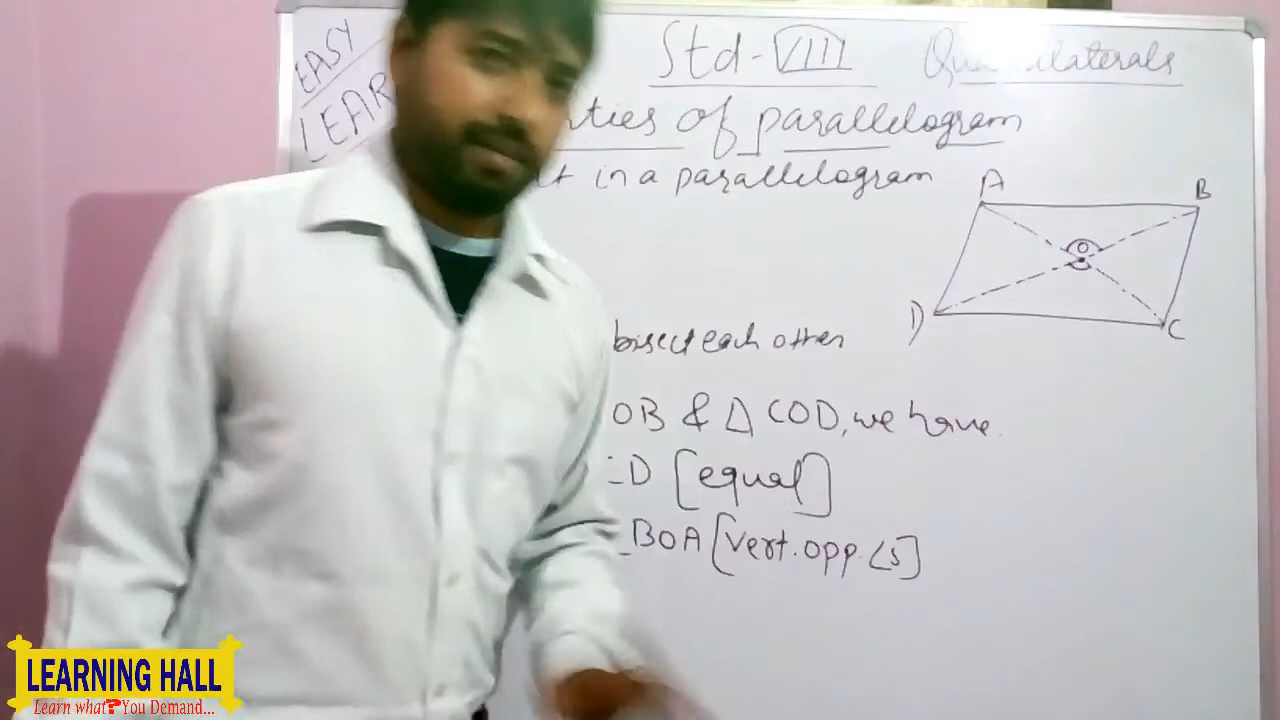 EASY
LEAR
Std-VIII
Quadrilaterals
rties of parallelogram
in a parallelogram
A
B
O
D
C
bisect each other
OB & Δ COD, we have.
D [equal]
BOA [vert. opp. ∠s]
LEARNING HALL
Learn what?You Demand...